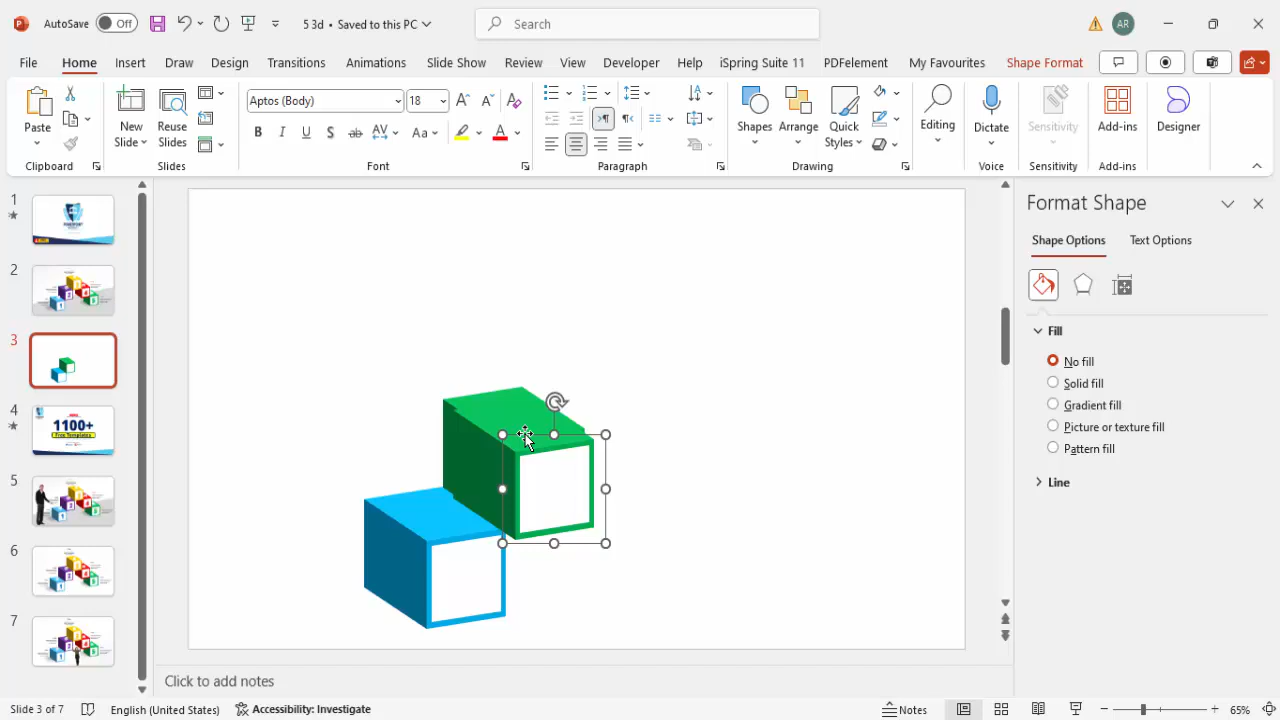 AutoSave Off 5 3d • Saved to this PC Search AR
File Home Insert Draw Design Transitions Animations Slide Show Review View Developer Help iSpring Suite 11 PDFelement My Favourites Shape Format
Aptos (Body) 18
Paste New Slide Reuse Slides Shapes Arrange Quick Styles Editing Dictate Sensitivity Add-ins Designer
B I U S ab AV Aa A
Clipboard Slides Font Paragraph Drawing Voice Sensitivity Add-ins
Format Shape
Shape Options Text Options
Fill
No fill
Solid fill
Gradient fill
Picture or texture fill
Pattern fill
Line
1
2
3
4
1100+
5
6
7
Click to add notes
Slide 3 of 7 English (United States) Accessibility: Investigate Notes 65%